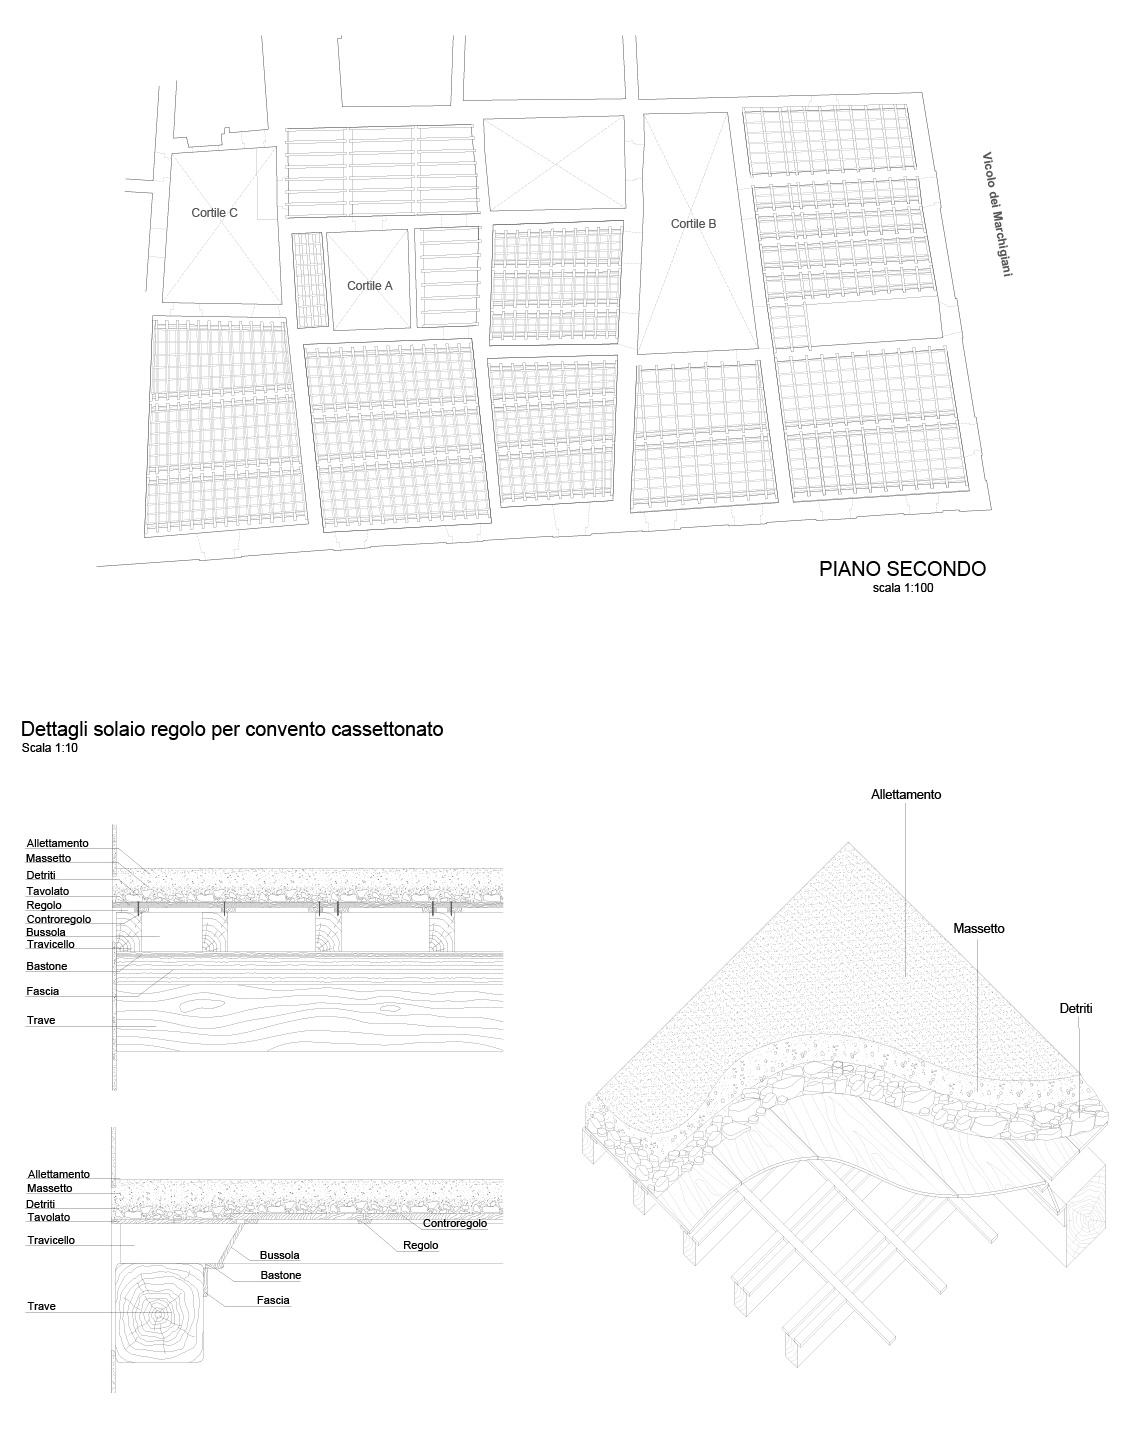 Cortile C
Cortile B
Cortile A
Vicolo dei Marchigiani
PIANO SECONDO
scala 1:100
Dettagli solaio regolo per convento cassettonato
Scala 1:10
Allettamento
Massetto
Detriti
Tavolato
Regolo
Controregolo
Bussola
Travicello
Bastone
Fascia
Trave
Allettamento
Massetto
Detriti
Tavolato
Controregolo
Travicello
Regolo
Bussola
Bastone
Fascia
Trave
Allettamento
Massetto
Detriti